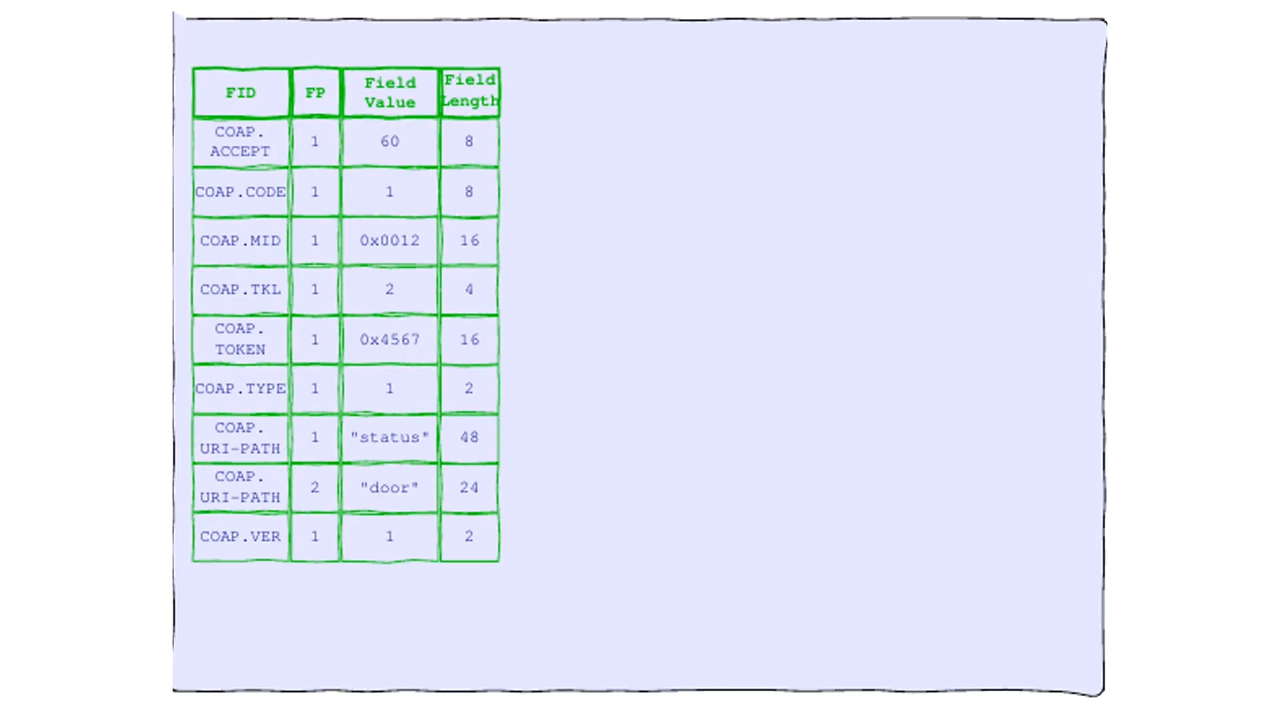 FID FP Field Value Field Length
COAP. ACCEPT 1 60 8
COAP.CODE 1 1 8
COAP.MID 1 0x0012 16
COAP.TKL 1 2 4
COAP. TOKEN 1 0x4567 16
COAP.TYPE 1 1 2
COAP. URI-PATH 1 "status" 48
COAP. URI-PATH 2 "door" 24
COAP.VER 1 1 2